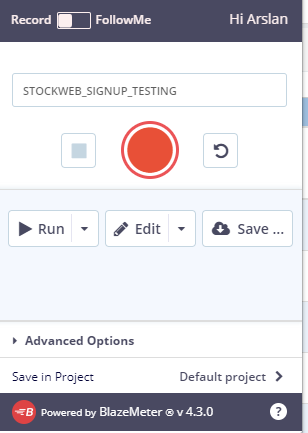 Record FollowMe Hi Arslan
STOCKWEB_SIGNUP_TESTING
Run Edit Save ...
Advanced Options
Save in Project Default project
B Powered by BlazeMeter ® v 4.3.0 ?